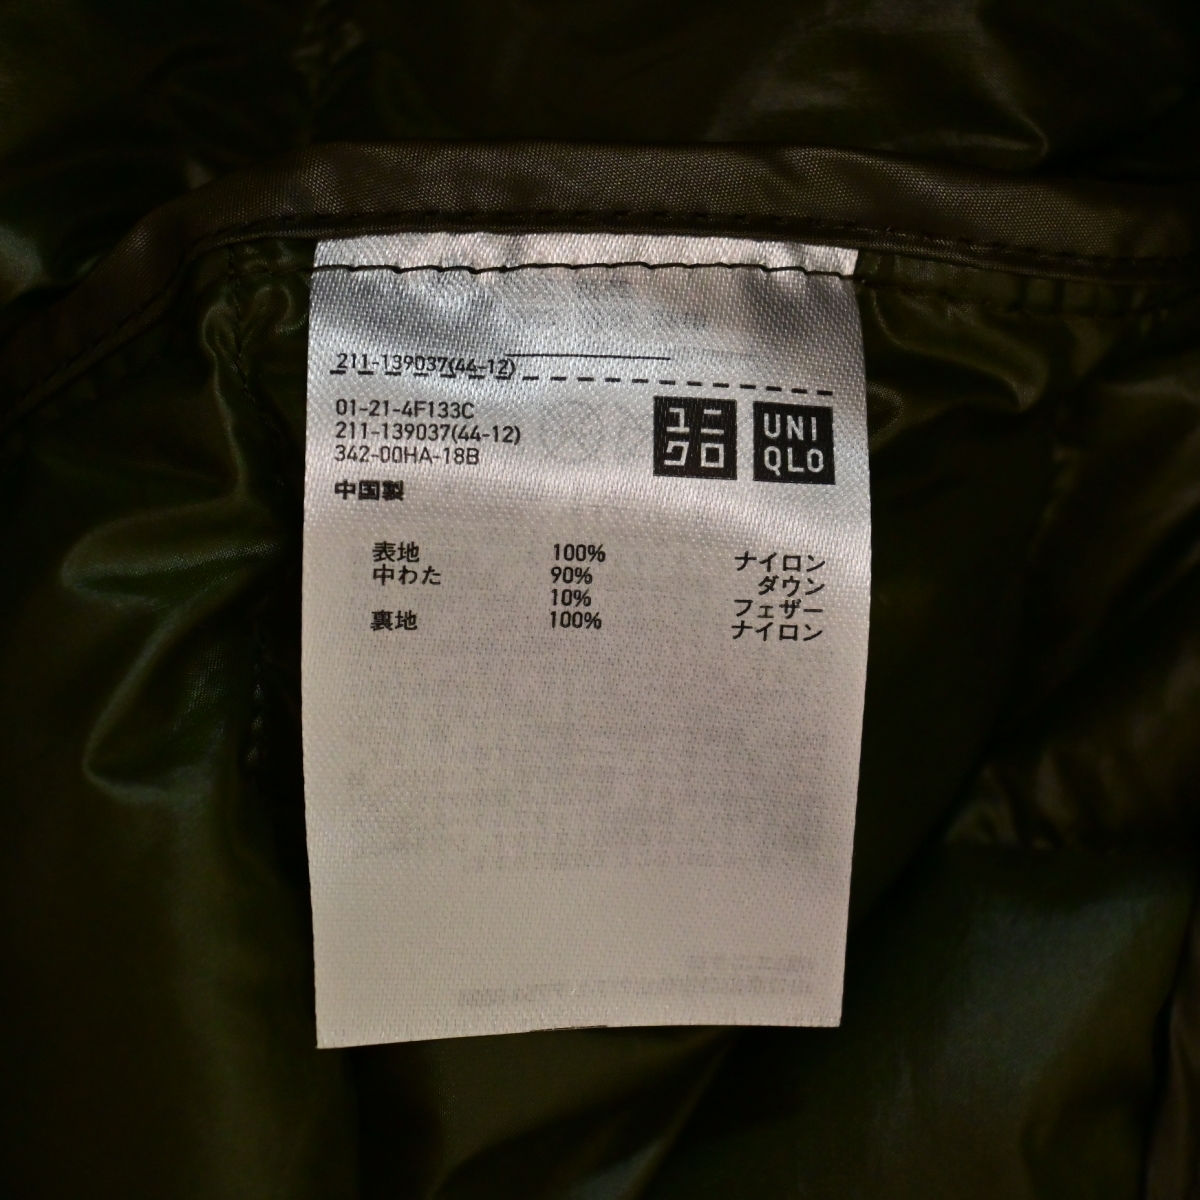 211-139037(44-12)
01-21-4F133C
211-139037(44-12)
342-00HA-18B
中国製
ユニ
クロ
UNI
QLO
表地 100% ナイロン
中わた 90% ダウン
10% フェザー
裏地 100% ナイロン